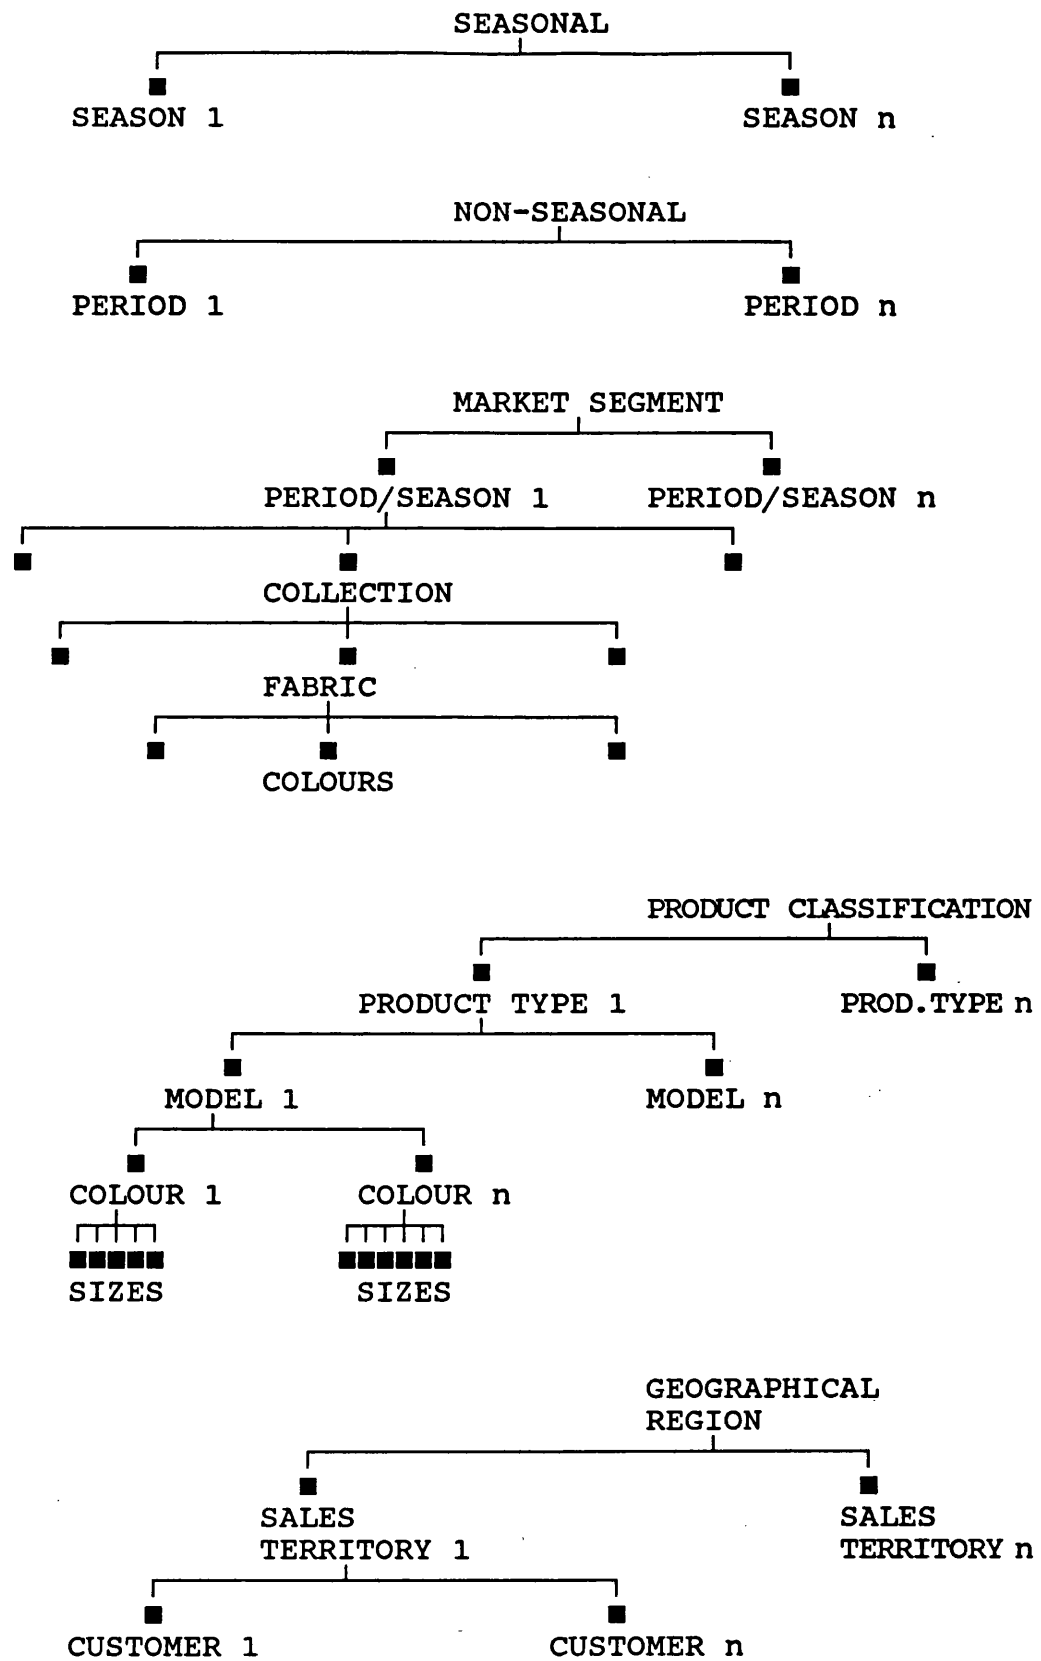 SEASONAL
SEASON 1 SEASON n
NON-SEASONAL
PERIOD 1 PERIOD n
MARKET SEGMENT
PERIOD/SEASON 1 PERIOD/SEASON n
COLLECTION
FABRIC
COLOURS
PRODUCT CLASSIFICATION
PRODUCT TYPE 1 PROD.TYPE n
MODEL 1 MODEL n
COLOUR 1 COLOUR n
SIZES SIZES
GEOGRAPHICAL
REGION
SALES SALES
TERRITORY 1 TERRITORY n
CUSTOMER 1 CUSTOMER n